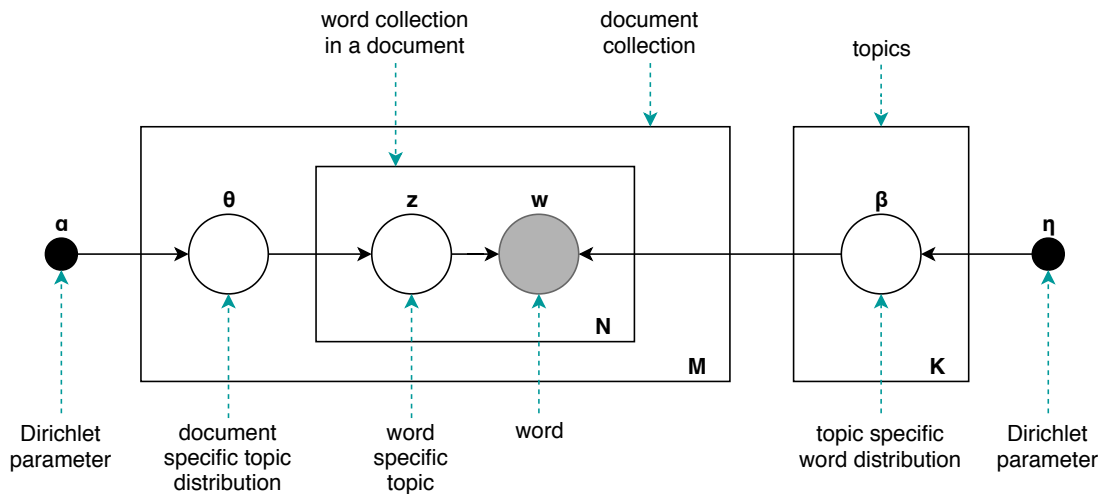 word collection
in a document
document
collection
topics
α
θ
z
w
β
η
N
M
K
Dirichlet
parameter
document
specific topic
distribution
word
specific
topic
word
topic specific
word distribution
Dirichlet
parameter